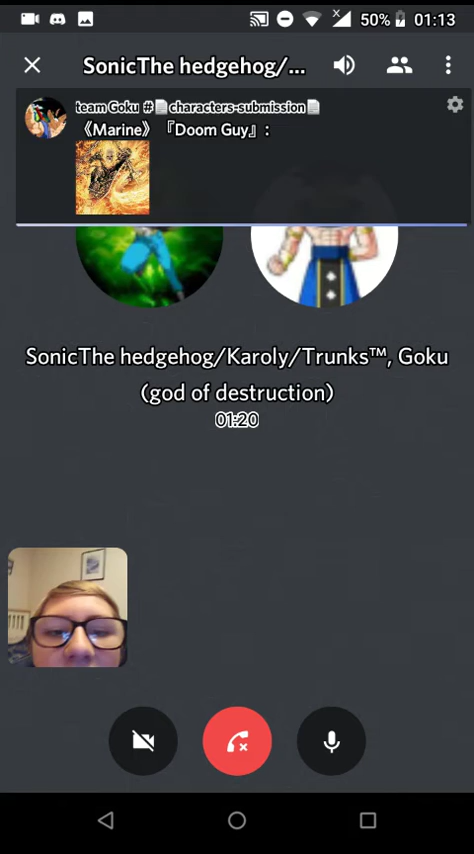 50% 01:13
SonicThe hedgehog/...
team Goku #📄characters-submission📄
《Marine》『Doom Guy』:
SonicThe hedgehog/Karoly/Trunks™, Goku
(god of destruction)
01:20